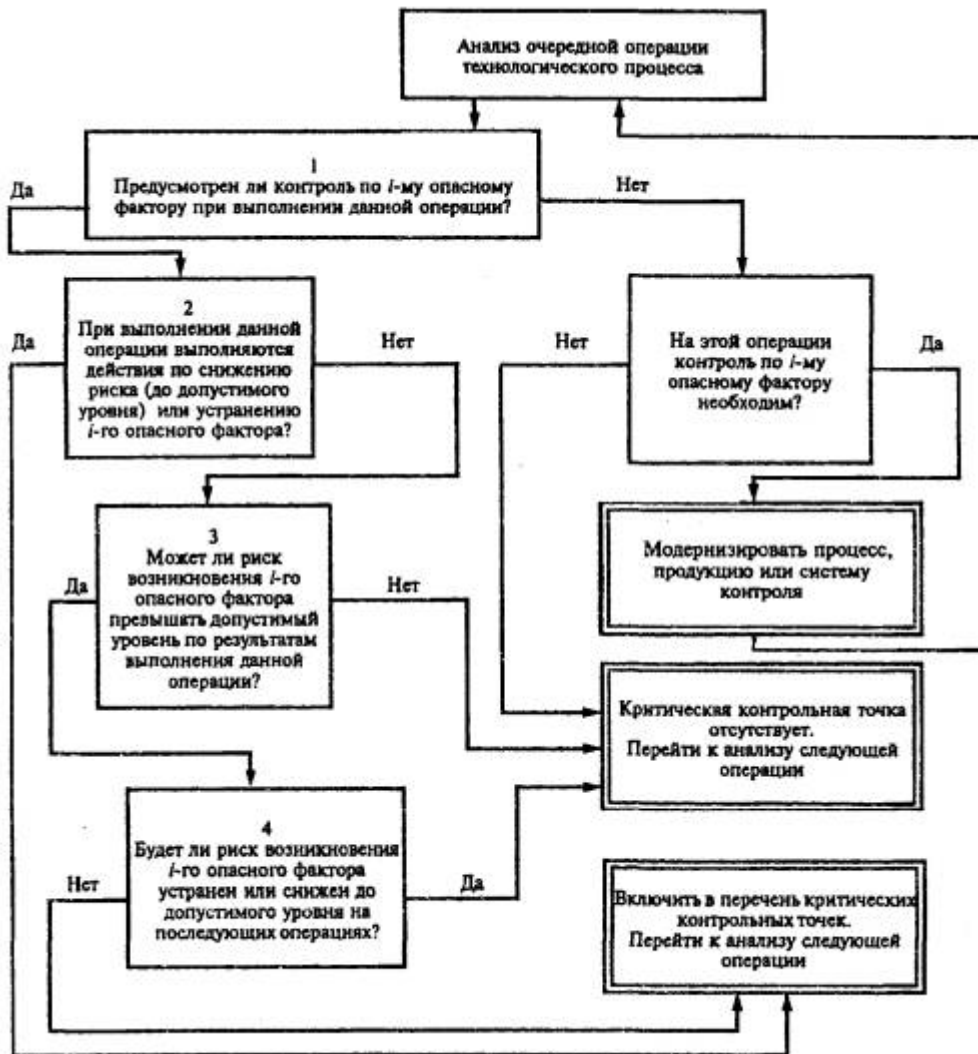 Анализ очередной операции
технологического процесса
1
Предусмотрен ли контроль по i-му опасному
фактору при выполнении данной операции?
Да
Нет
2
При выполнении данной
операции выполняются
действия по снижению
риска (до допустимого
уровня) или устранению
i-го опасного фактора?
Да
Нет
На этой операции
контроль по i-му
опасному фактору
необходим?
Нет
Да
3
Может ли риск
возникновения i-го
опасного фактора
превышать допустимый
уровень по результатам
выполнения данной
операции?
Да
Нет
Модернизировать процесс,
продукцию или систему
контроля
Критическая контрольная точка
отсутствует.
Перейти к анализу следующей
операции
4
Будет ли риск возникновения
i-го опасного фактора
устранен или снижен до
допустимого уровня на
последующих операциях?
Нет
Да
Включить в перечень критических
контрольных точек.
Перейти к анализу следующей
операции